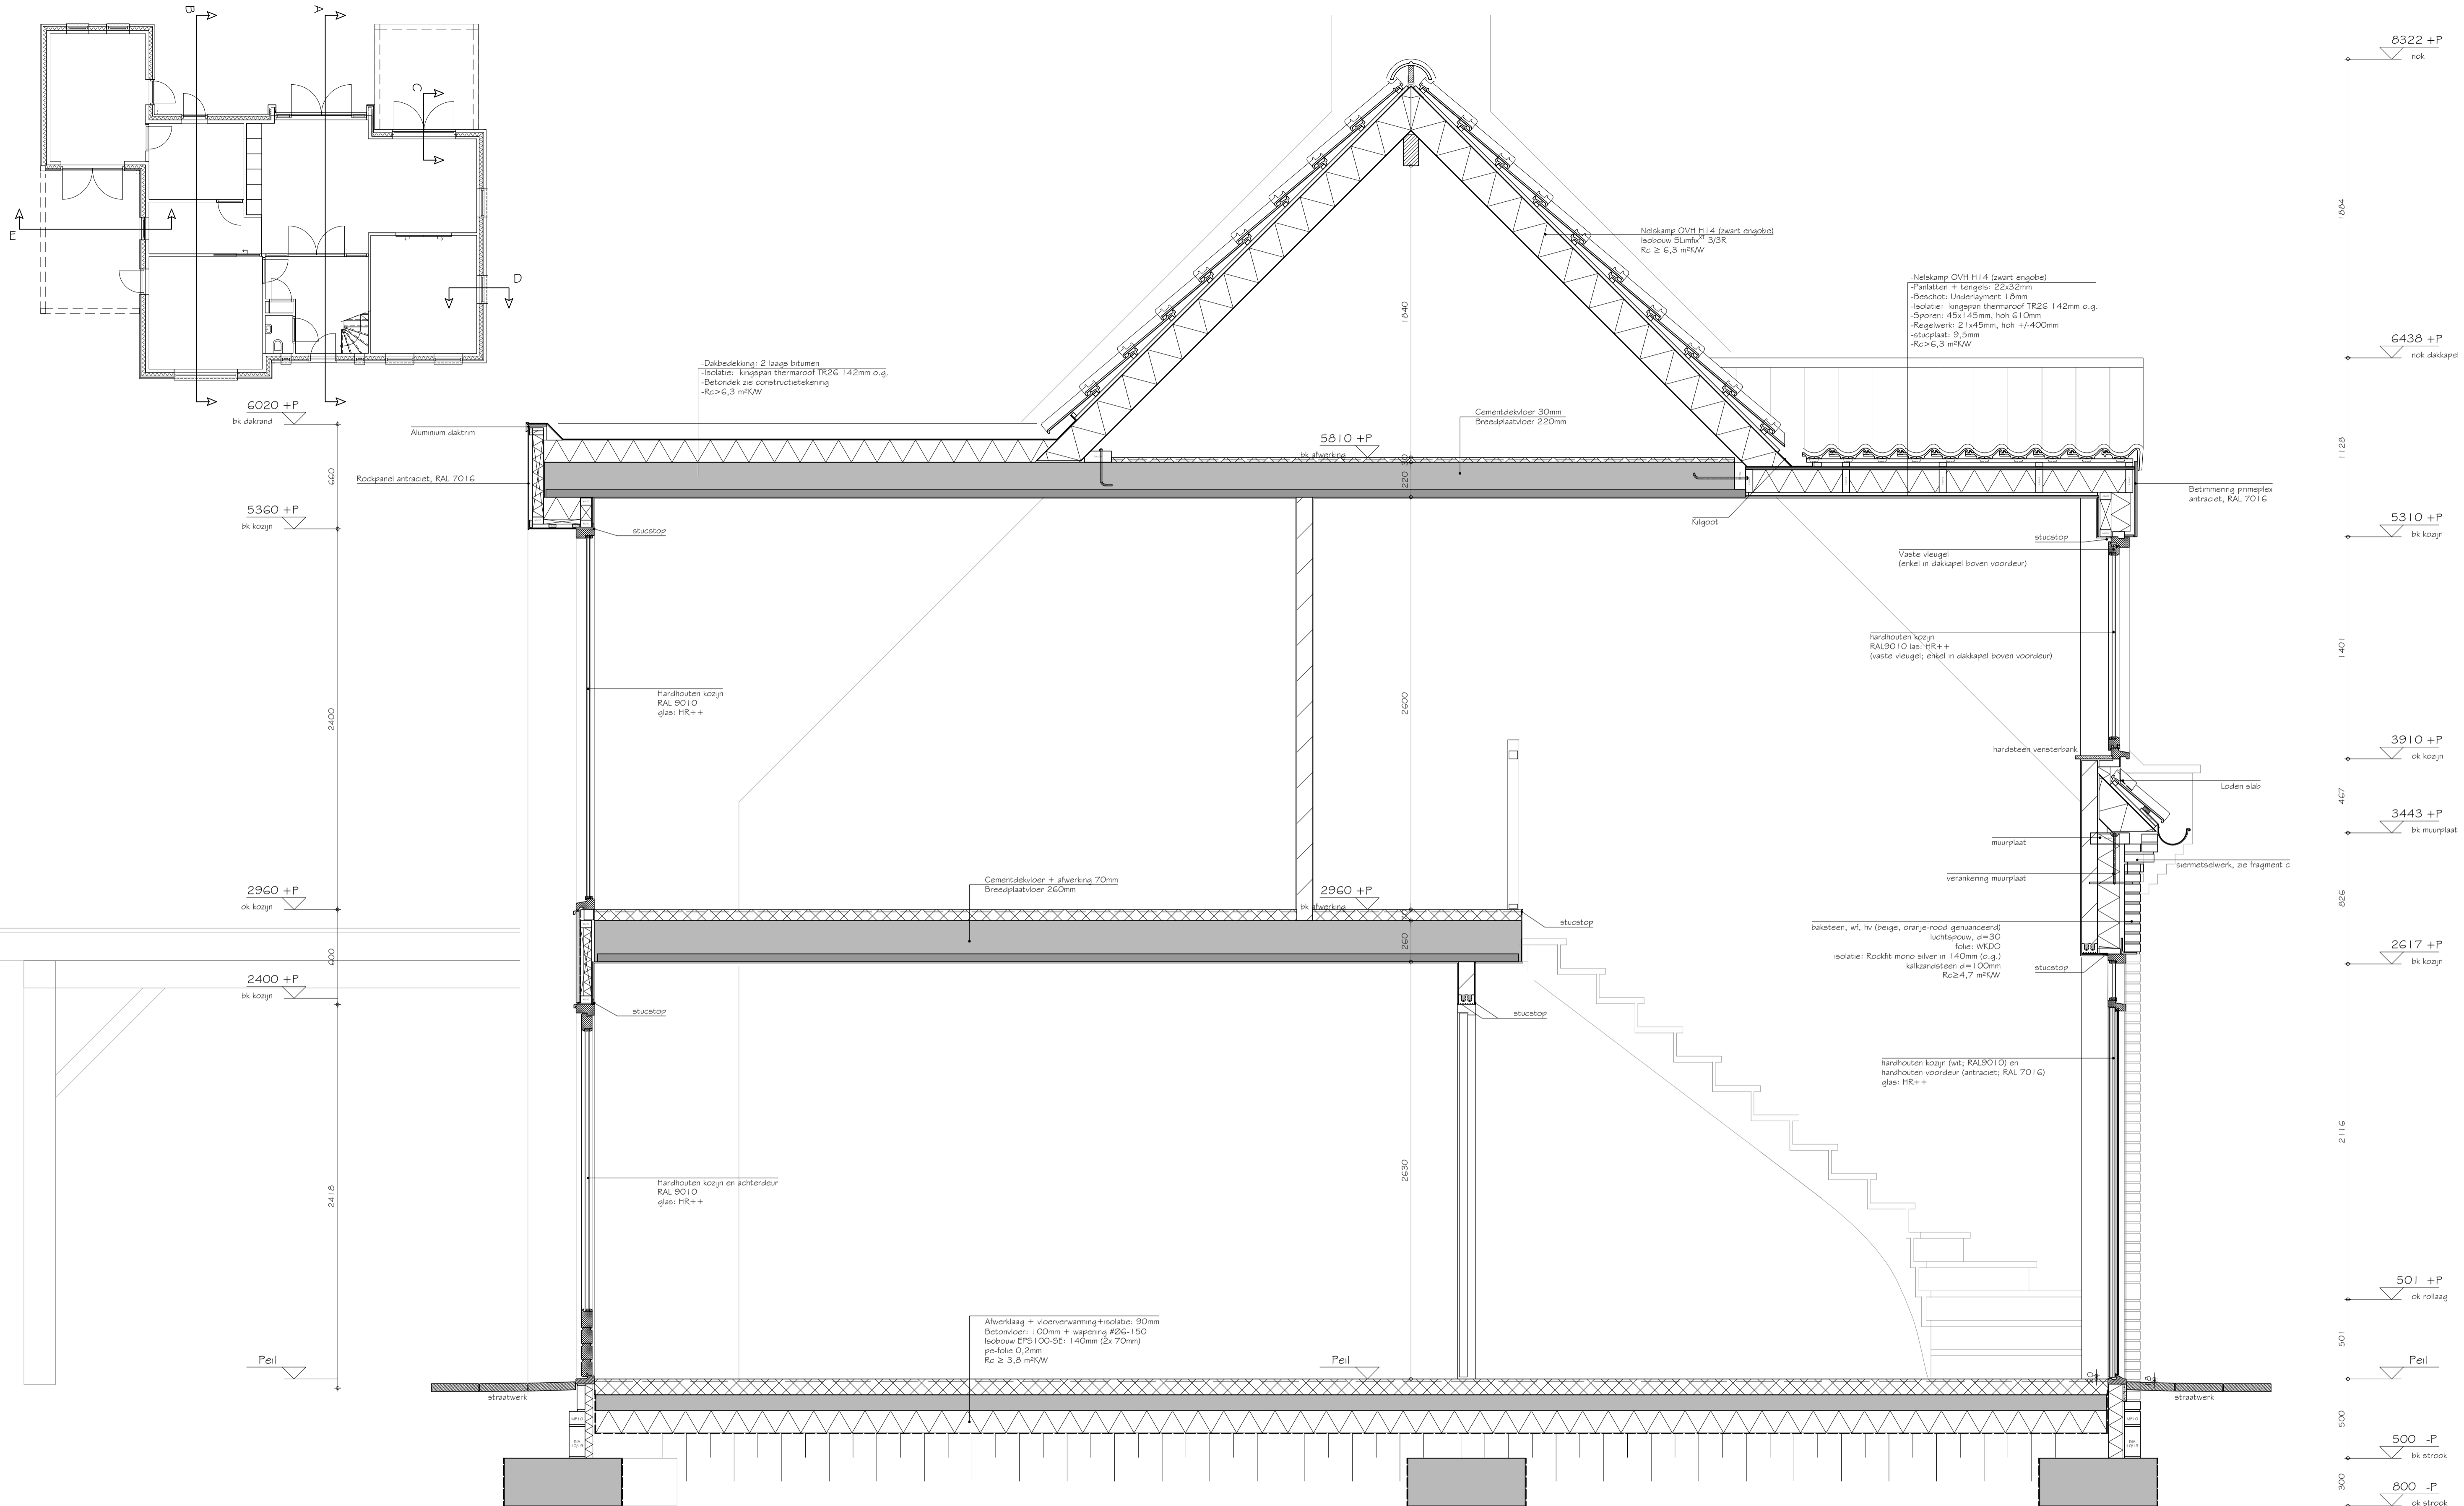 B
A
C
D
E
8322 +P
nok
1884
6438 +P
nok dakkapel
1128
5310 +P
bk kozijn
1401
3910 +P
ok kozijn
467
3443 +P
bk muurplaat
826
2617 +P
bk kozijn
2116
501 +P
ok rollaag
501
Peil
500
500 -P
bk strook
300
800 -P
ok strook
6020 +P
bk dakrand
660
5360 +P
bk kozijn
2400
2960 +P
ok kozijn
600
2400 +P
bk kozijn
2418
Peil
Aluminium daktrim
Rockpanel antraciet, RAL 7016
-Dakbedekking: 2 laags bitumen
-Isolatie: kingspan thermaroof TR26 142mm o.g.
-Betondek zie constructietekening
-Rc>6,3 m²K/W
Nelskamp OVH H14 (zwart engobe)
Isobouw SLimfix XT 3/3R
Rc ≥ 6,3 m²K/W
-Nelskamp OVH H14 (zwart engobe)
-Panlatten + tengels: 22x32mm
-Beschot: Underlayment 18mm
-Isolatie: kingspan thermaroof TR26 142mm o.g.
-Sporen: 45x145mm, hoh 610mm
-Regelwerk: 21x45mm, hoh +/-400mm
-stucplaat: 9,5mm
-Rc>6,3 m²K/W
1840
Cementdekvloer 30mm
Breedplaatvloer 220mm
5810 +P
bk afwerking
30
220
Kilgoot
Betimmering primeplex
antraciet, RAL 7016
stucstop
stucstop
Vaste vleugel
(enkel in dakkapel boven voordeur)
hardhouten kozijn
RAL9010 las: HR++
(vaste vleugel; enkel in dakkapel boven voordeur)
Hardhouten kozijn
RAL 9010
glas: HR++
2600
hardsteen vensterbank
Loden slab
muurplaat
siermetselwerk, zie fragment c
verankering muurplaat
Cementdekvloer + afwerking 70mm
Breedplaatvloer 260mm
2960 +P
bk afwerking
70
260
stucstop
baksteen, wf, hv (beige, oranje-rood genuanceerd)
luchtspouw, d=30
folie: WKDO
isolatie: Rockfit mono silver in 140mm (o.g.)
kalkzandsteen d=100mm
Rc≥4,7 m²K/W
stucstop
stucstop
stucstop
hardhouten kozijn (wit; RAL9010) en
hardhouten voordeur (antraciet; RAL 7016)
glas: HR++
Hardhouten kozijn en achterdeur
RAL 9010
glas: HR++
2630
Afwerklaag + vloerverwarming+isolatie: 90mm
Betonvloer: 100mm + wapening #Ø6-150
Isobouw EPS100-SE: 140mm (2x 70mm)
pe-folie 0,2mm
Rc ≥ 3,8 m²K/W
Peil
20
18
straatwerk
straatwerk
MF10
MF10